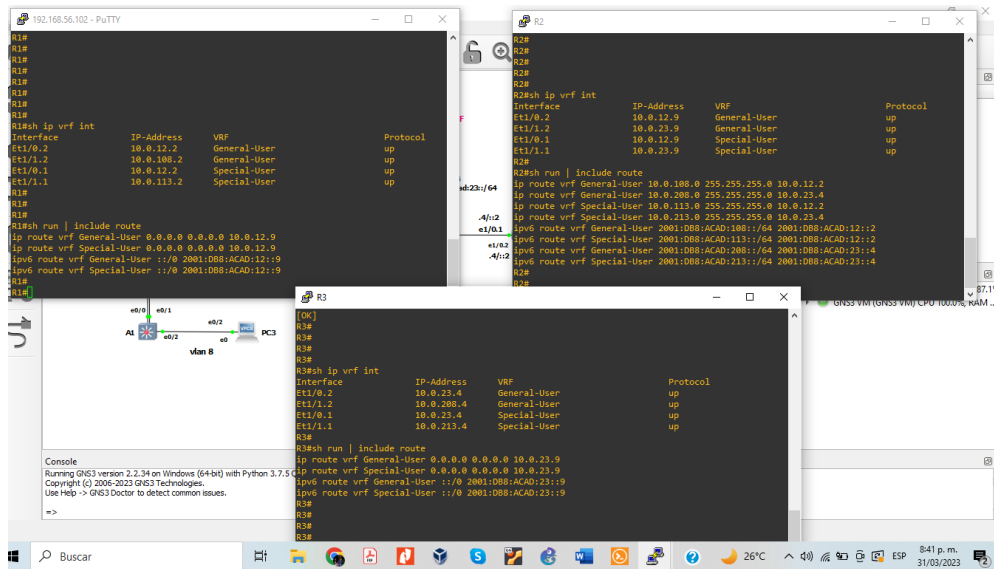 192.168.56.102 - PuTTY
R1#
R1#
R1#
R1#
R1#
R1#
R1#
R1#
R1#sh ip vrf int
Interface IP-Address VRF Protocol
Et1/0.2 10.0.12.2 General-User up
Et1/1.2 10.0.108.2 General-User up
Et1/0.1 10.0.12.2 Special-User up
Et1/1.1 10.0.113.2 Special-User up
R1#
R1#
R1#
R1#sh run | include route
ip route vrf General-User 0.0.0.0 0.0.0.0 10.0.12.9
ip route vrf Special-User 0.0.0.0 0.0.0.0 10.0.12.9
ipv6 route vrf General-User ::/0 2001:DB8:ACAD:12::9
ipv6 route vrf Special-User ::/0 2001:DB8:ACAD:12::9
R1#
R1#
R2
R2#
R2#
R2#
R2#
R2#
R2#sh ip vrf int
Interface IP-Address VRF Protocol
Et1/0.2 10.0.12.9 General-User up
Et1/1.2 10.0.23.9 General-User up
Et1/0.1 10.0.12.9 Special-User up
Et1/1.1 10.0.23.9 Special-User up
R2#
R2#sh run | include route
ip route vrf General-User 10.0.108.0 255.255.255.0 10.0.12.2
ip route vrf General-User 10.0.208.0 255.255.255.0 10.0.23.4
ip route vrf Special-User 10.0.113.0 255.255.255.0 10.0.12.2
ip route vrf Special-User 10.0.213.0 255.255.255.0 10.0.23.4
ipv6 route vrf General-User 2001:DB8:ACAD:108::/64 2001:DB8:ACAD:12::2
ipv6 route vrf Special-User 2001:DB8:ACAD:113::/64 2001:DB8:ACAD:12::2
ipv6 route vrf General-User 2001:DB8:ACAD:208::/64 2001:DB8:ACAD:23::4
ipv6 route vrf Special-User 2001:DB8:ACAD:213::/64 2001:DB8:ACAD:23::4
R2#
R2#
ad:23::/64
.4/::2
e1/0.1
e1/0.2
.4/::2
R3
[OK]
R3#
R3#
R3#
R3#
R3#sh ip vrf int
Interface IP-Address VRF Protocol
Et1/0.2 10.0.23.4 General-User up
Et1/1.2 10.0.208.4 General-User up
Et1/0.1 10.0.23.4 Special-User up
Et1/1.1 10.0.213.4 Special-User up
R3#
R3#sh run | include route
ip route vrf General-User 0.0.0.0 0.0.0.0 10.0.23.9
ip route vrf Special-User 0.0.0.0 0.0.0.0 10.0.23.9
ipv6 route vrf General-User ::/0 2001:DB8:ACAD:23::9
ipv6 route vrf Special-User ::/0 2001:DB8:ACAD:23::9
R3#
R3#
R3#
R3#
87.1%
GNS3 VM (GNS3 VM) CPU 100.0%, RAM ...
e0/0 e0/1
A1 e0/2 e0/2 e0 PC3
vlan 8
Console
Running GNS3 version 2.2.34 on Windows (64-bit) with Python 3.7.5
Copyright (c) 2006-2023 GNS3 Technologies.
Use Help -> GNS3 Doctor to detect common issues.
=>
Buscar
26°C
ESP
8:41 p. m.
31/03/2023
2